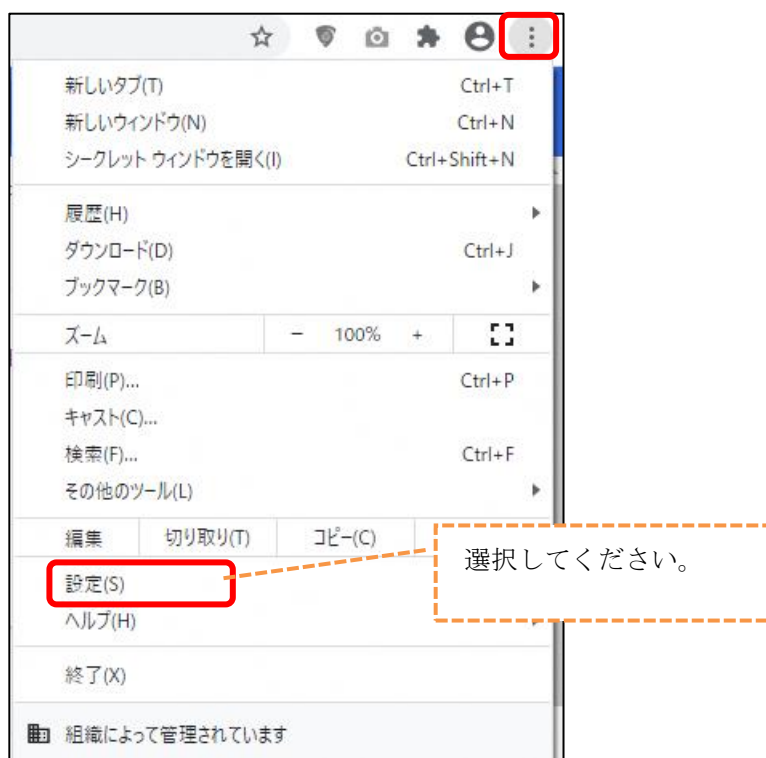 新しいタブ(T) Ctrl+T
新しいウィンドウ(N) Ctrl+N
シークレット ウィンドウを開く(I) Ctrl+Shift+N
履歴(H)
ダウンロード(D) Ctrl+J
ブックマーク(B)
ズーム - 100% +
印刷(P)... Ctrl+P
キャスト(C)...
検索(F)... Ctrl+F
その他のツール(L)
編集 切り取り(T) コピー(C)
選択してください。
設定(S)
ヘルプ(H)
終了(X)
組織によって管理されています